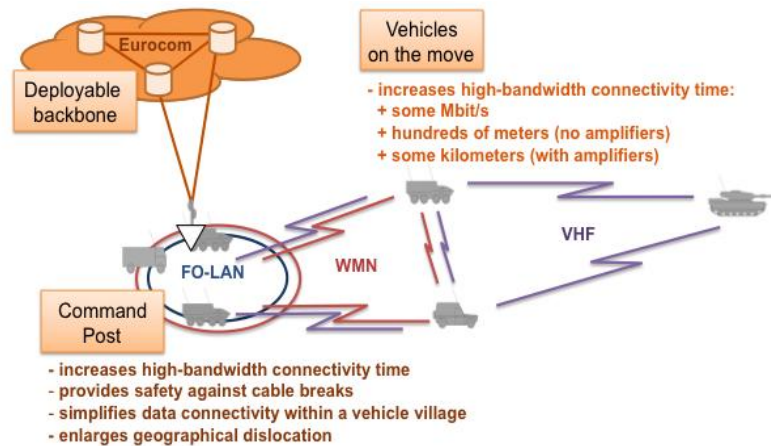 Eurocom
Deployable
backbone
Vehicles
on the move
- increases high-bandwidth connectivity time:
+ some Mbit/s
+ hundreds of meters (no amplifiers)
+ some kilometers (with amplifiers)
FO-LAN
WMN
VHF
Command
Post
- increases high-bandwidth connectivity time
- provides safety against cable breaks
- simplifies data connectivity within a vehicle village
- enlarges geographical dislocation